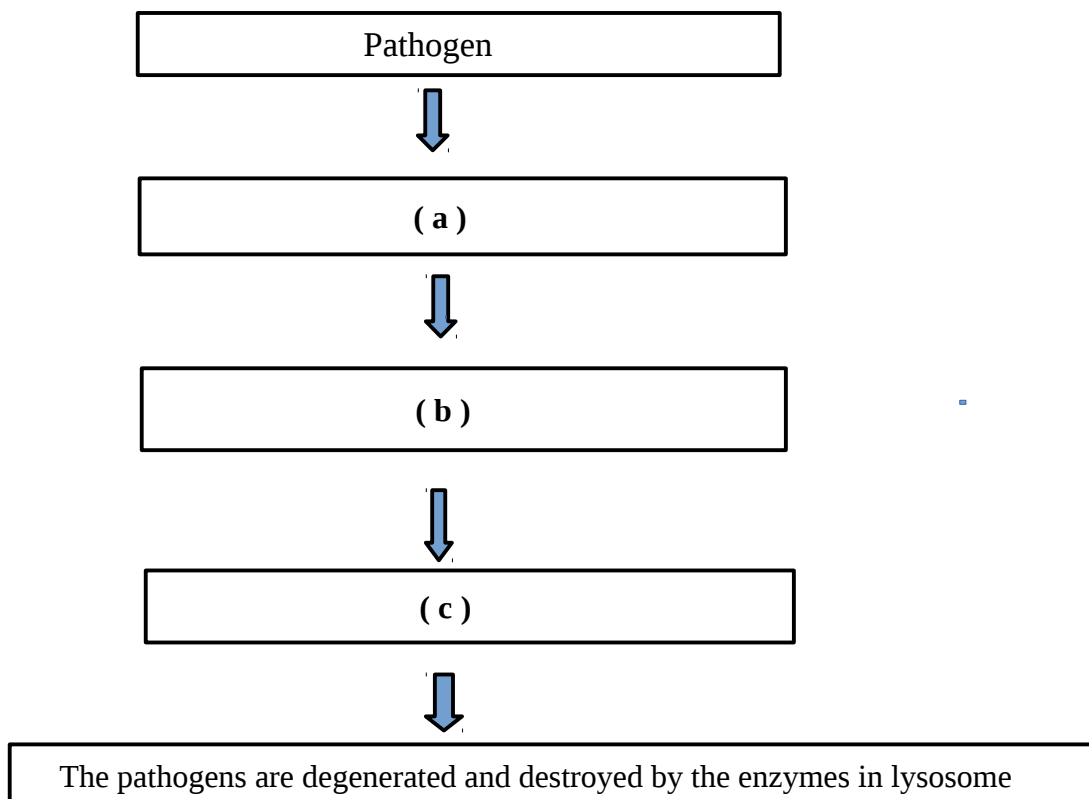 Pathogen
( a )
( b )
( c )
The pathogens are degenerated and destroyed by the enzymes in lysosome